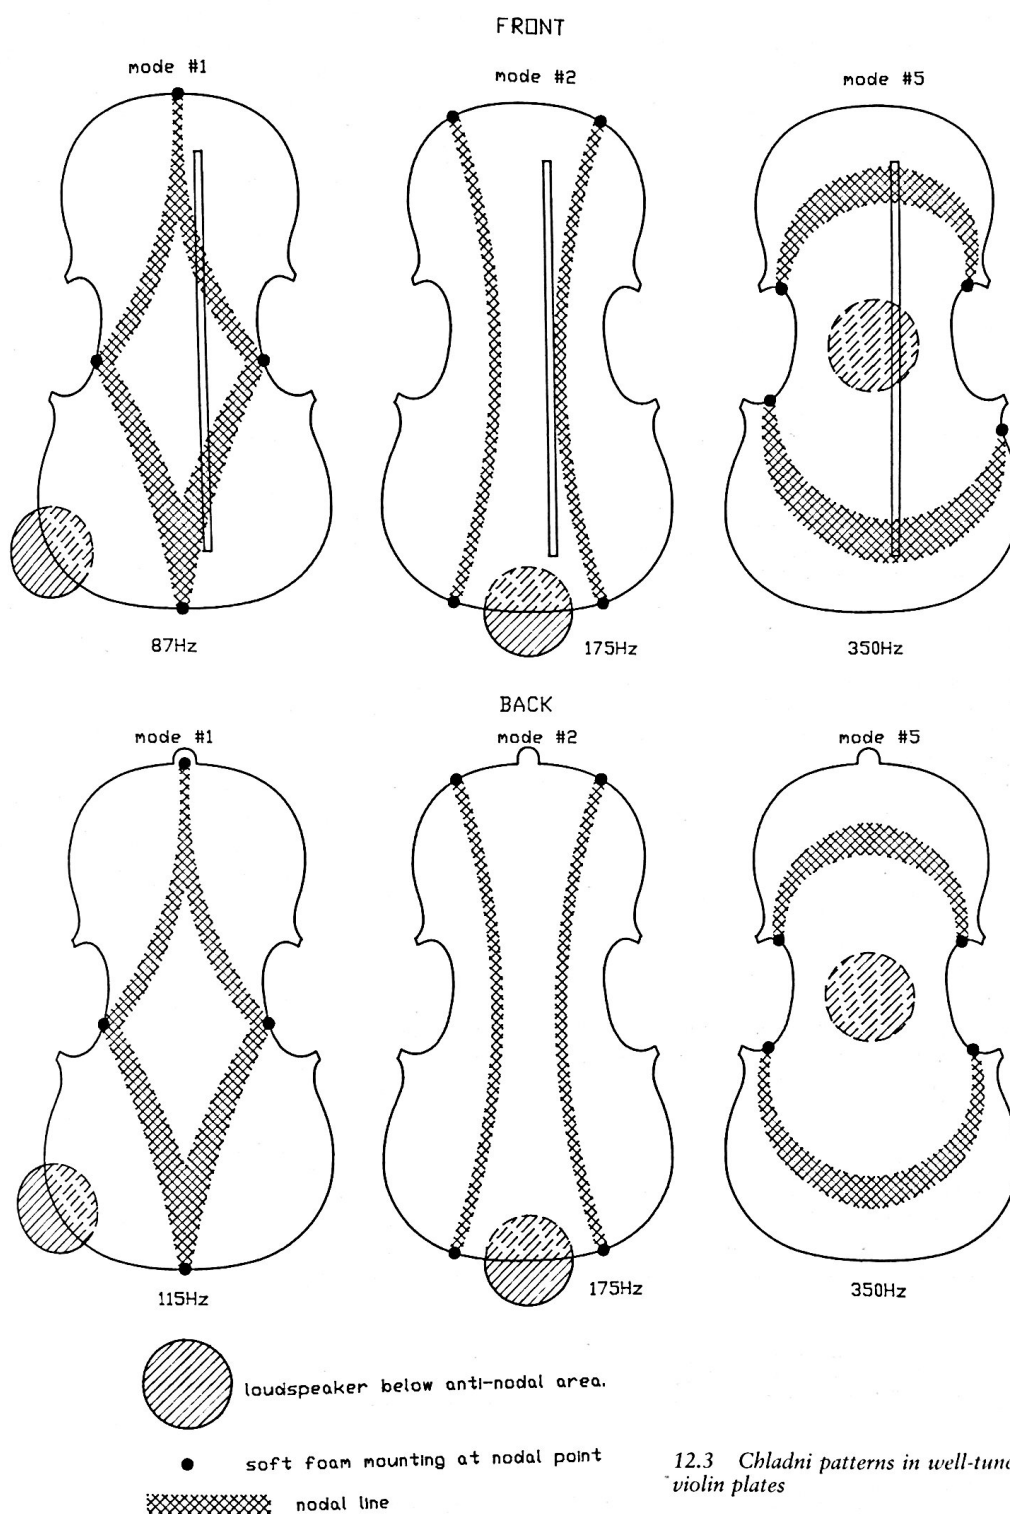 FRONT
mode #1
mode #2
mode #5
87Hz
175Hz
350Hz
BACK
mode #1
mode #2
mode #5
115Hz
175Hz
350Hz
loudspeaker below anti-nodal area.
soft foam mounting at nodal point
nodal line
12.3 Chladni patterns in well-tun
violin plates